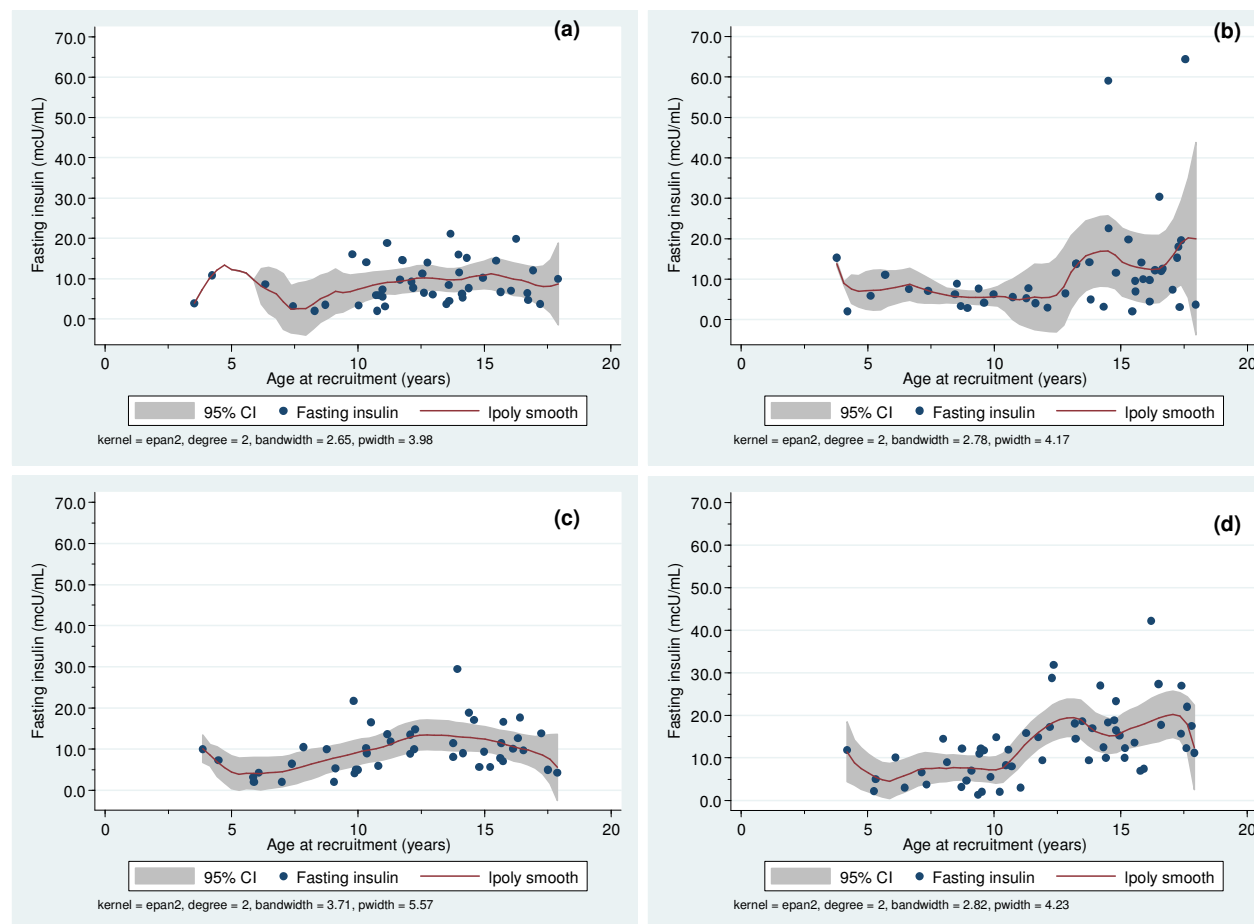 (a)
70.0
60.0
50.0
40.0
30.0
20.0
10.0
0.0
Fasting insulin (mcU/mL)
0 5 10 15 20
Age at recruitment (years)
95% CI Fasting insulin lpoly smooth
kernel = epan2, degree = 2, bandwidth = 2.65, pwidth = 3.98
(b)
70.0
60.0
50.0
40.0
30.0
20.0
10.0
0.0
Fasting insulin (mcU/mL)
0 5 10 15 20
Age at recruitment (years)
95% CI Fasting insulin lpoly smooth
kernel = epan2, degree = 2, bandwidth = 2.78, pwidth = 4.17
(c)
70.0
60.0
50.0
40.0
30.0
20.0
10.0
0.0
Fasting insulin (mcU/mL)
0 5 10 15 20
Age at recruitment (years)
95% CI Fasting insulin lpoly smooth
kernel = epan2, degree = 2, bandwidth = 3.71, pwidth = 5.57
(d)
70.0
60.0
50.0
40.0
30.0
20.0
10.0
0.0
Fasting insulin (mcU/mL)
0 5 10 15 20
Age at recruitment (years)
95% CI Fasting insulin lpoly smooth
kernel = epan2, degree = 2, bandwidth = 2.82, pwidth = 4.23